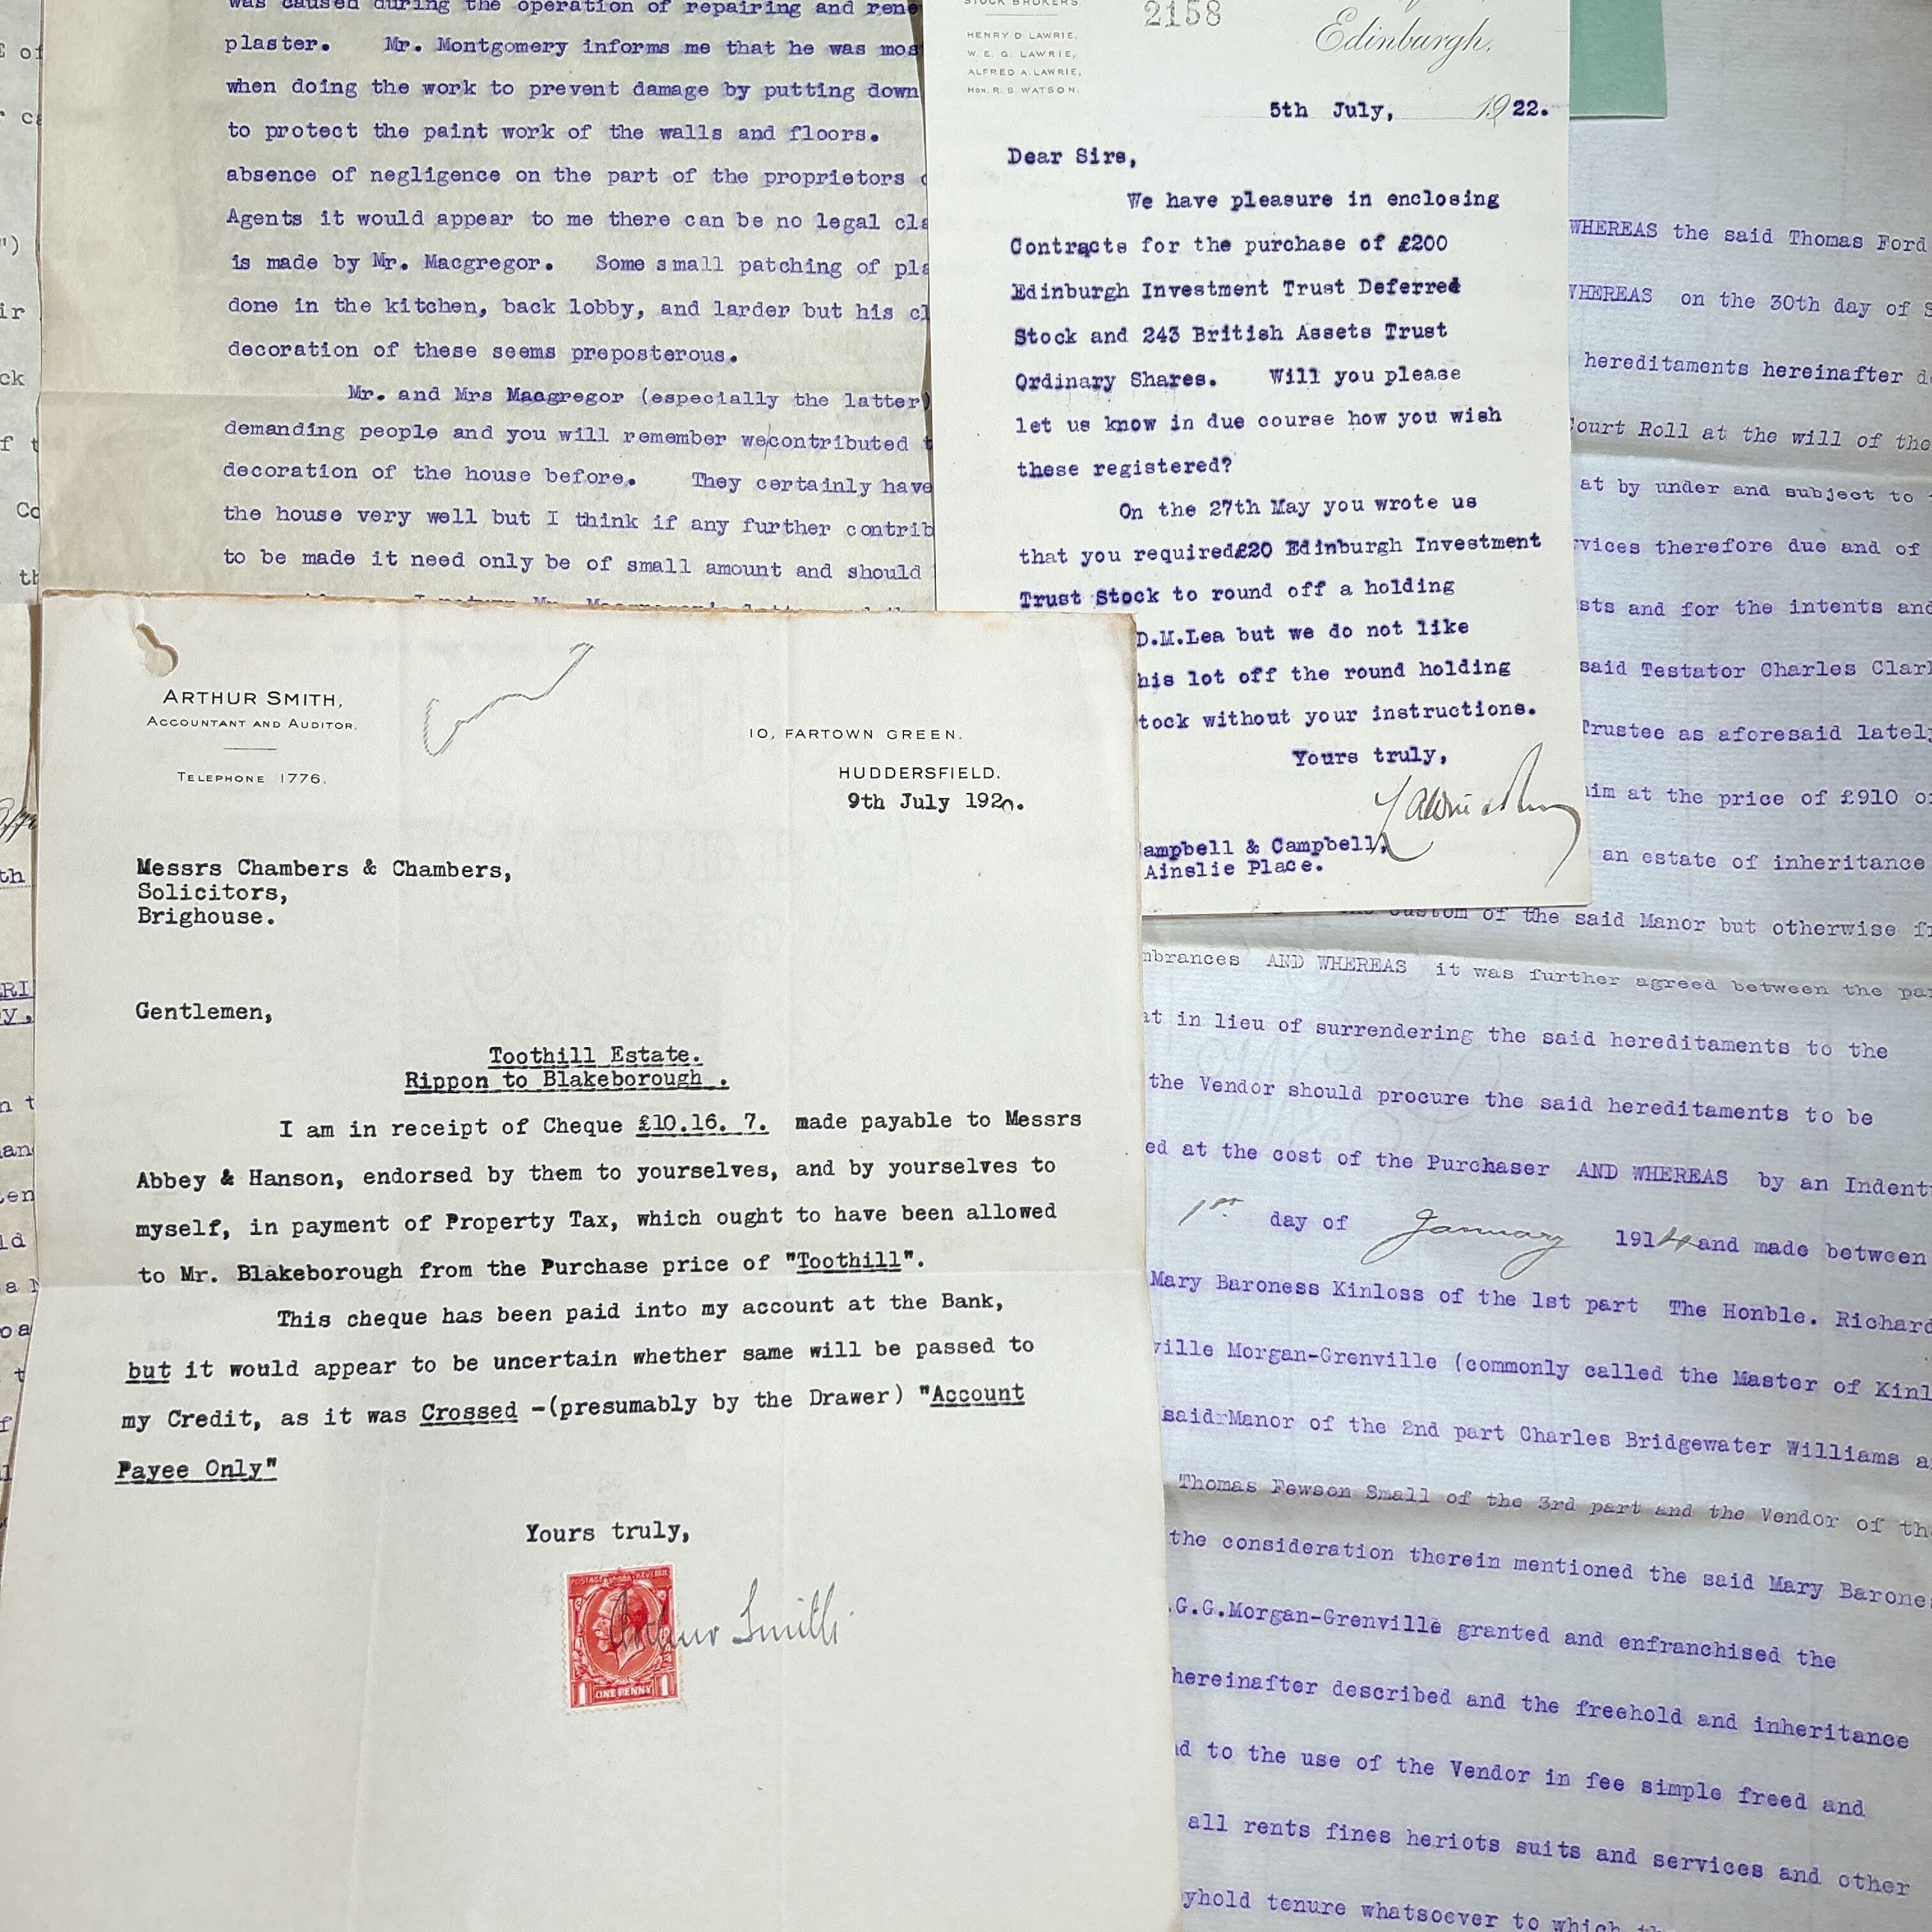 was caused during the operation of repairing and
plaster. Mr. Montgomery informs me that he was
when doing the work to prevent damage by putting down
to protect the paint work of the walls and floors.
absence of negligence on the part of the proprietors
Agents it would appear to me there can be no legal
is made by Mr. Macgregor. Some small patching of
done in the kitchen, back lobby, and larder but his
decoration of these seems preposterous.
Mr. and Mrs Macgregor (especially the latter)
demanding people and you will remember we contributed
decoration of the house before. They certainly have
the house very well but I think if any further
to be made it need only be of small amount and should
STOCK BROKERS.
HENRY D LAWRIE,
W. E. G. LAWRIE,
ALFRED A. LAWRIE,
Hon. R. B. WATSON.
2158
Edinburgh,
5th July, 1922.
Dear Sirs,
We have pleasure in enclosing
Contracts for the purchase of £200
Edinburgh Investment Trust Deferred
Stock and 243 British Assets Trust
Ordinary Shares. Will you please
let us know in due course how you wish
these registered?
On the 27th May you wrote us
that you required£20 Edinburgh Investment
Trust Stock to round off a holding
D.M.Lea but we do not like
his lot off the round holding
tock without your instructions.
Yours truly,
ampbell & Campbell,
Ainslie Place.
ARTHUR SMITH,
ACCOUNTANT AND AUDITOR.
TELEPHONE 1776.
10, FARTOWN GREEN.
HUDDERSFIELD.
9th July 1920.
Messrs Chambers & Chambers,
Solicitors,
Brighouse.
Gentlemen,
Toothill Estate.
Rippon to Blakeborough.
I am in receipt of Cheque £10.16. 7. made payable to Messrs
Abbey & Hanson, endorsed by them to yourselves, and by yourselves to
myself, in payment of Property Tax, which ought to have been allowed
to Mr. Blakeborough from the Purchase price of "Toothill".
This cheque has been paid into my account at the Bank,
but it would appear to be uncertain whether same will be passed to
my Credit, as it was Crossed -(presumably by the Drawer) "Account
Payee Only"
Yours truly,
POSTAGE REVENUE
1 ONE PENNY 1
Arthur Smith
WHEREAS the said Thomas Ford
WHEREAS on the 30th day of
hereditaments hereinafter
Court Roll at the will of the
at by under and subject to
rvices therefore due and of
sts and for the intents and
said Testator Charles
Trustee as aforesaid lately
him at the price of £910
an estate of inheritance
custom of the said Manor but otherwise
mbrances AND WHEREAS it was further agreed between the
at in lieu of surrendering the said hereditaments to the
the Vendor should procure the said hereditaments to be
ed at the cost of the Purchaser AND WHEREAS by an
1st day of January 1914 and made between
Mary Baroness Kinloss of the 1st part The Honble. Richard
ville Morgan-Grenville (commonly called the Master of
said Manor of the 2nd part Charles Bridgewater Williams
Thomas Fewson Small of the 3rd part and the Vendor of
the consideration therein mentioned the said Mary
.G.G.Morgan-Grenville granted and enfranchised the
hereinafter described and the freehold and inheritance
nd to the use of the Vendor in fee simple freed and
all rents fines heriots suits and services and other
yhold tenure whatsoever to which